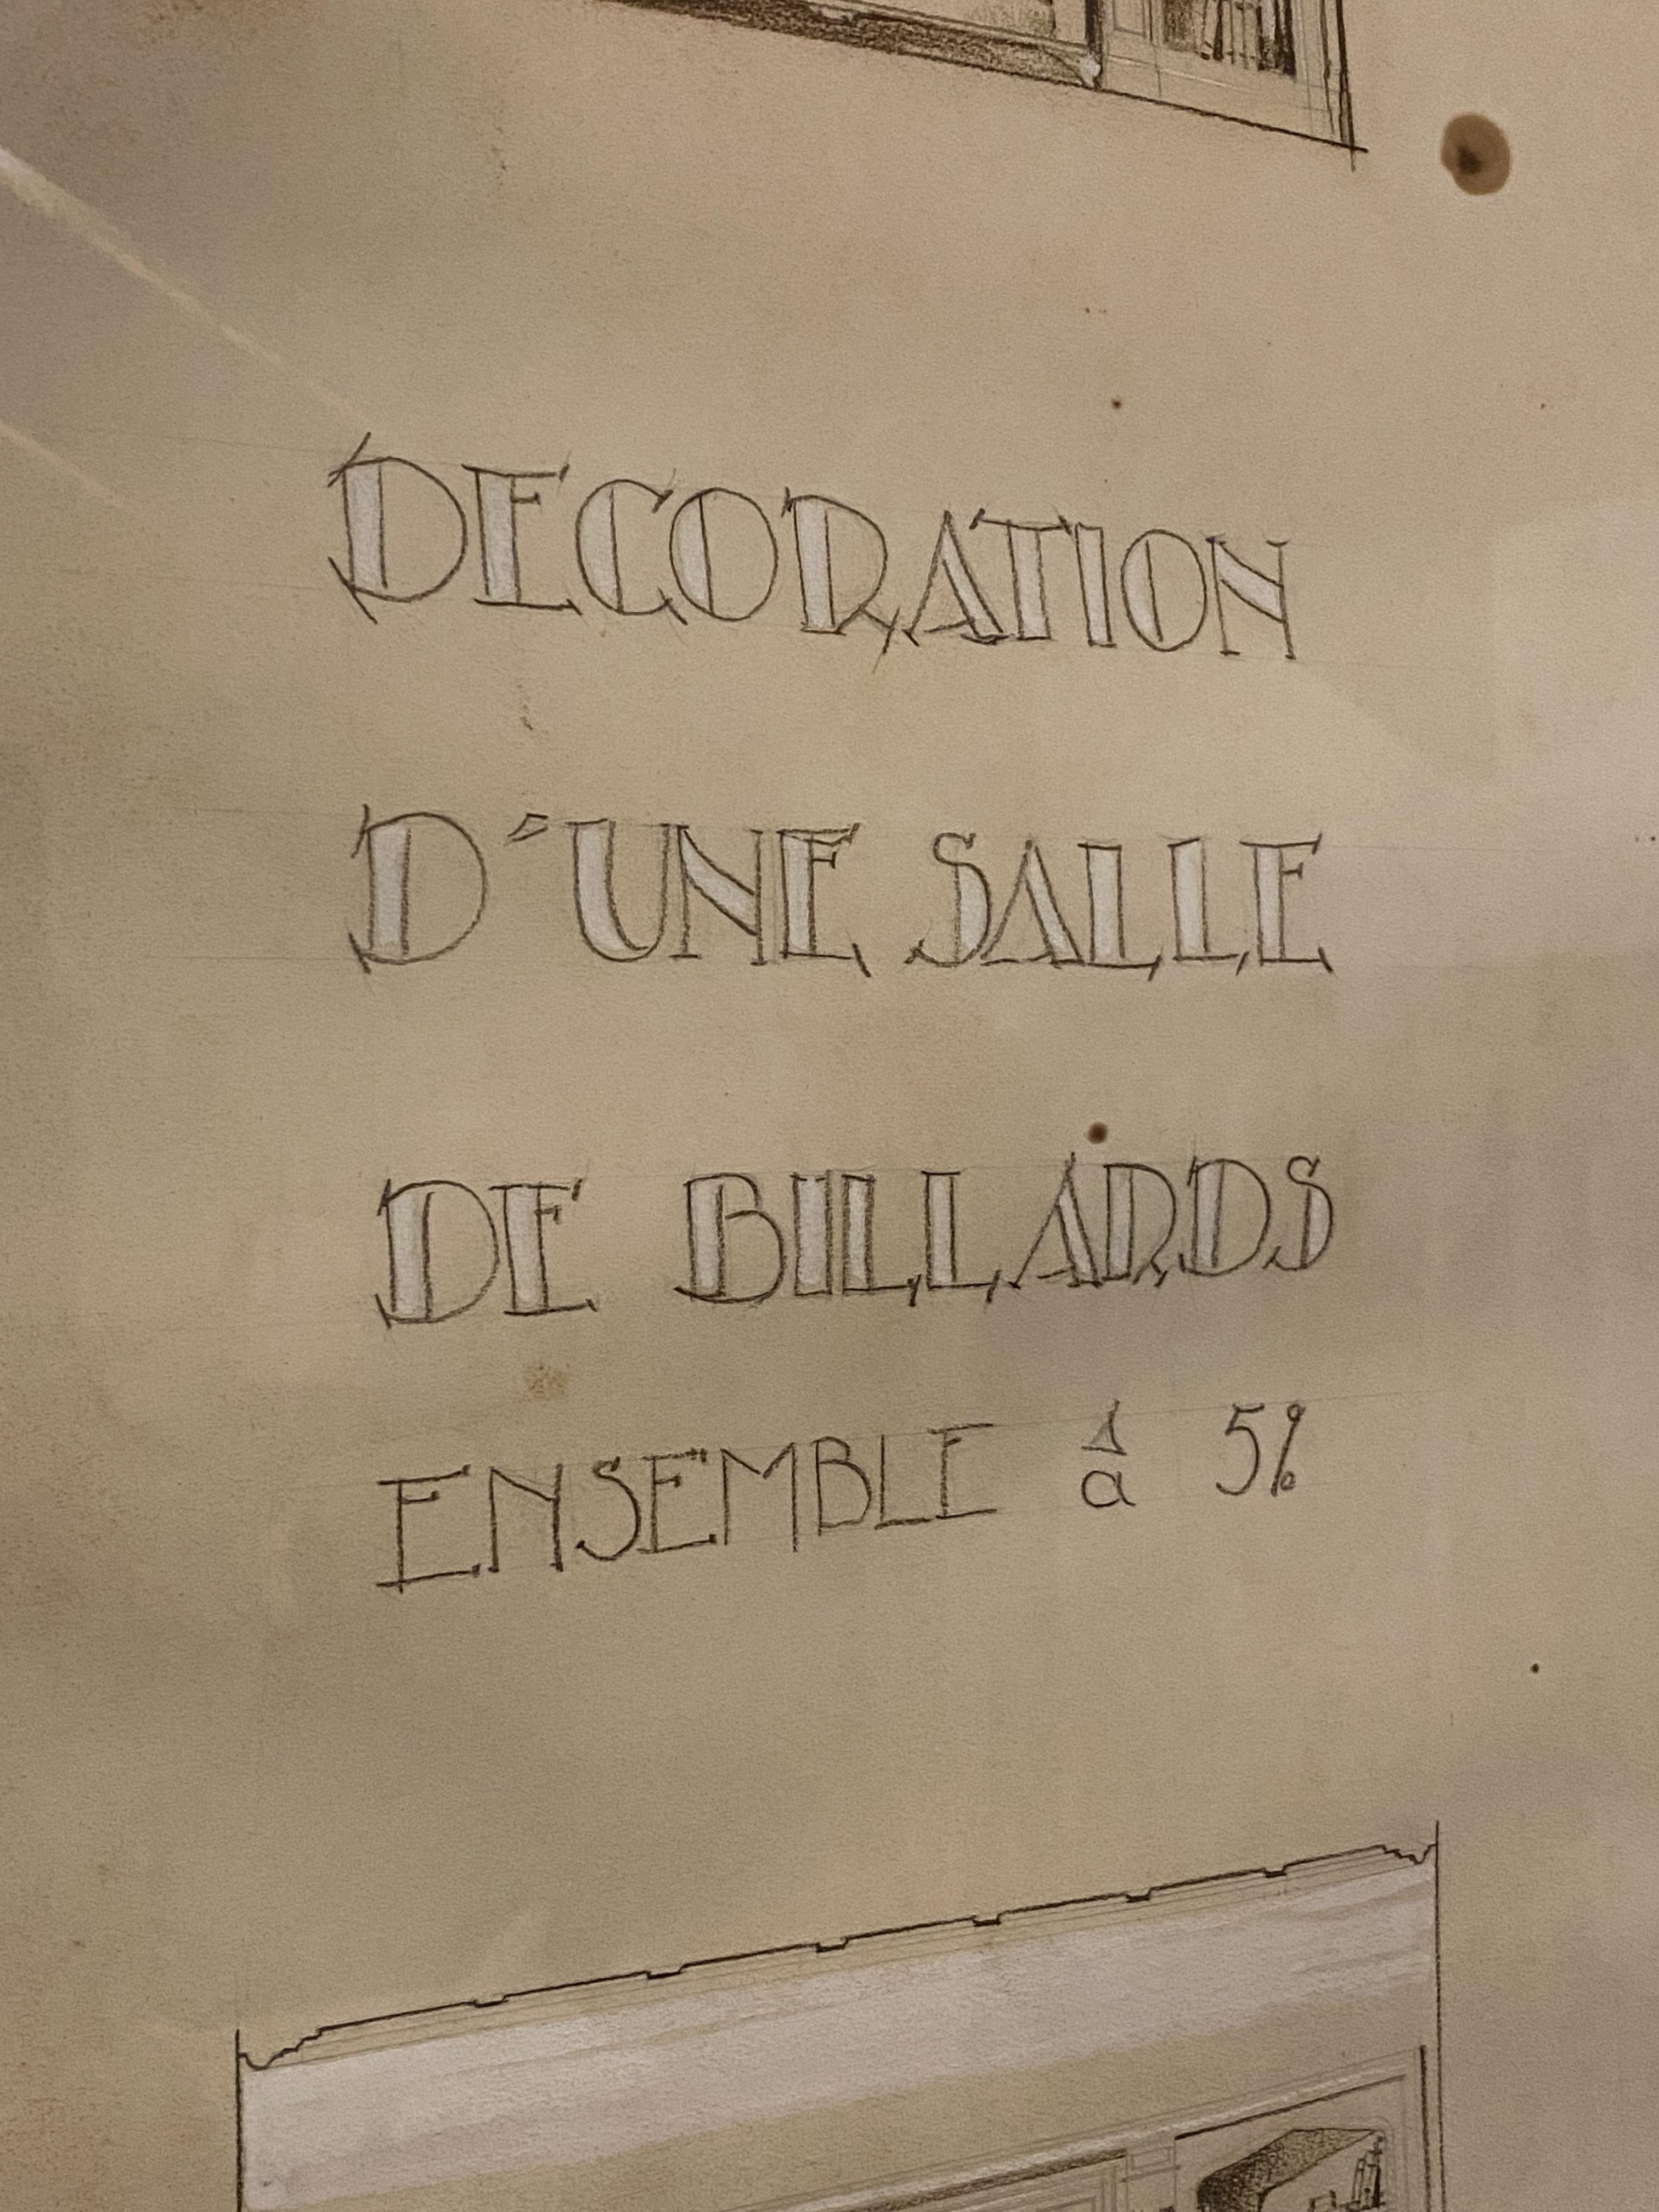 DECORATION
D'UNE SALLE
DE BILLARDS
ENSEMBLE à 5%